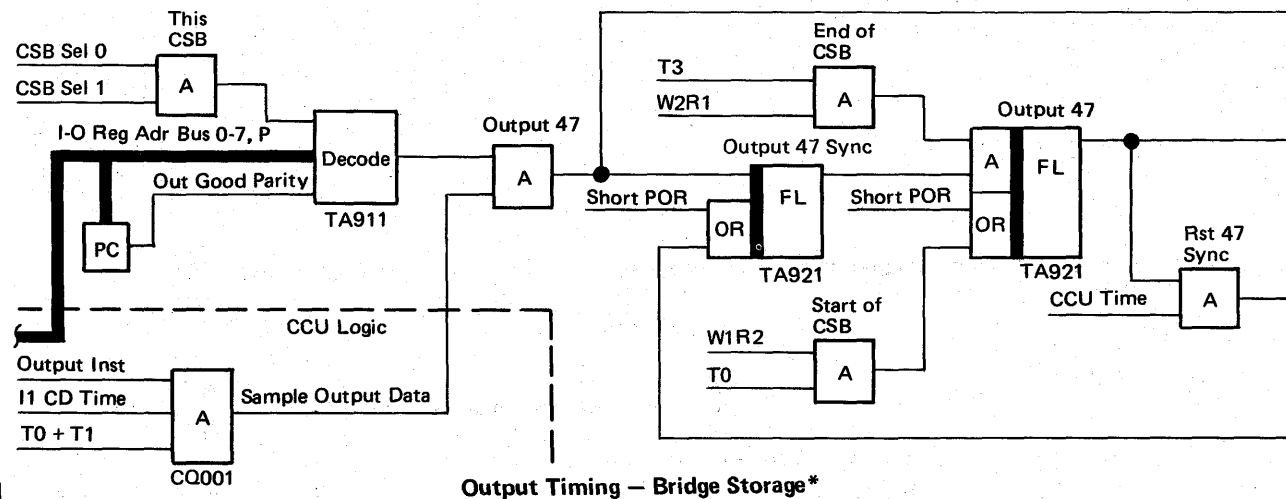 This
CSB
CSB Sel 0
CSB Sel 1
A
I-O Reg Adr Bus 0-7, P
Out Good Parity
PC
Decode
TA911
Output 47
A
CCU Logic
Output Inst
I1 CD Time
T0 + T1
A
CQ001
Sample Output Data
End of
CSB
T3
W2R1
A
Output 47 Sync
Short POR
OR
FL
TA921
Start of
CSB
W1R2
T0
A
Output 47
A
FL
Short POR
OR
TA921
Rst 47
Sync
CCU Time
A
Output Timing — Bridge Storage*